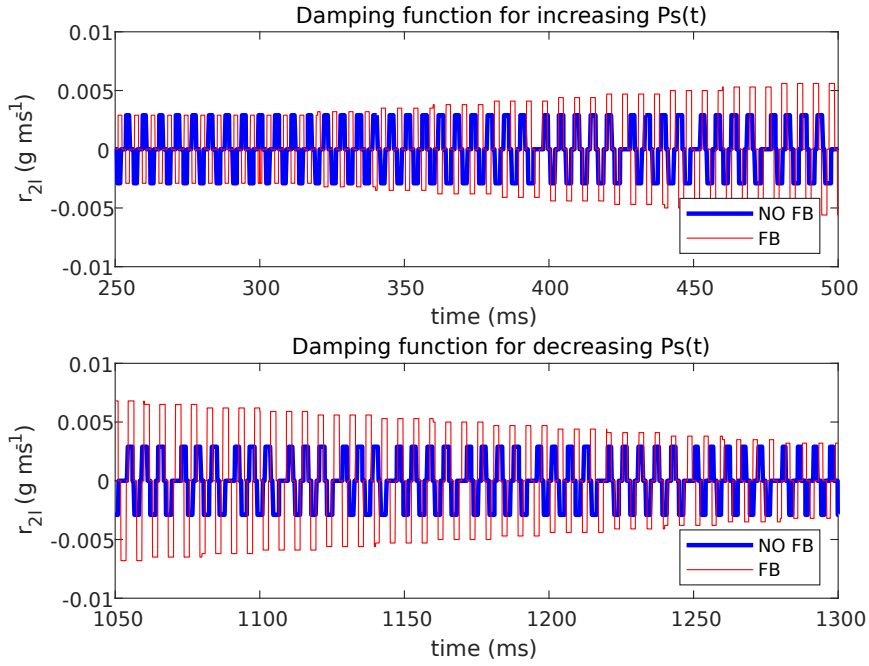 Damping function for increasing Ps(t)
0.01
0.005
0
-0.005
-0.01
r2l (g ms-1)
NO FB
FB
250
300
350
400
450
500
time (ms)
Damping function for decreasing Ps(t)
0.01
0.005
0
-0.005
-0.01
r2l (g ms-1)
NO FB
FB
1050
1100
1150
1200
1250
1300
time (ms)